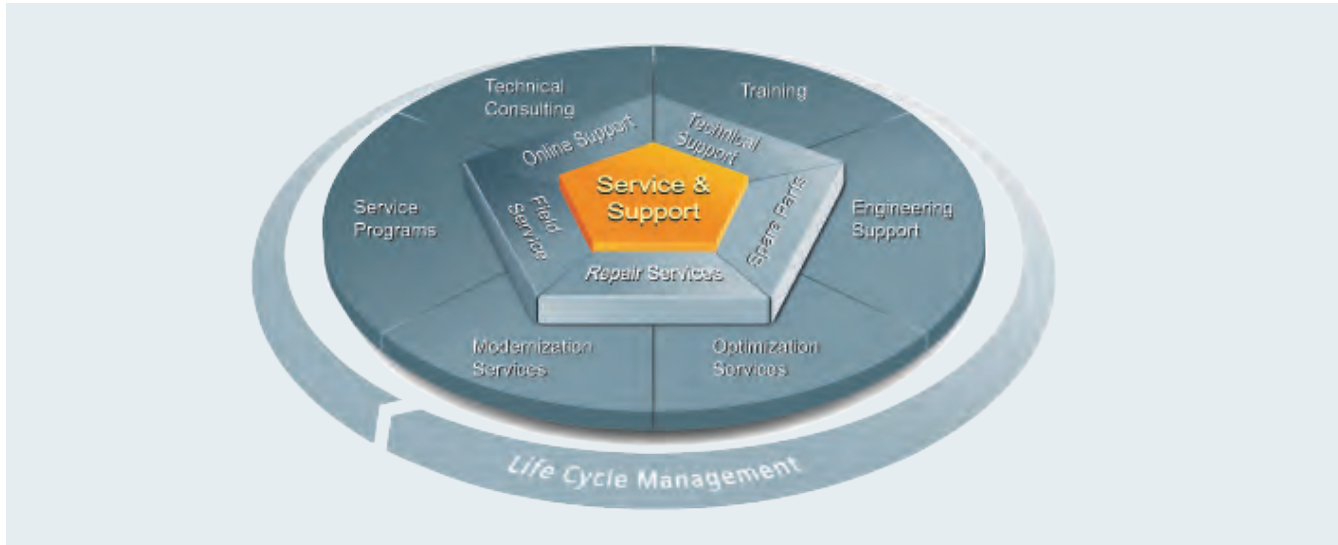 Technical
Consulting
Training
Online Support
Technical
Support
Service &
Support
Service
Programs
Field
Service
Spare Parts
Engineering
Support
Repair Services
Modernization
Services
Optimization
Services
Life Cycle Management